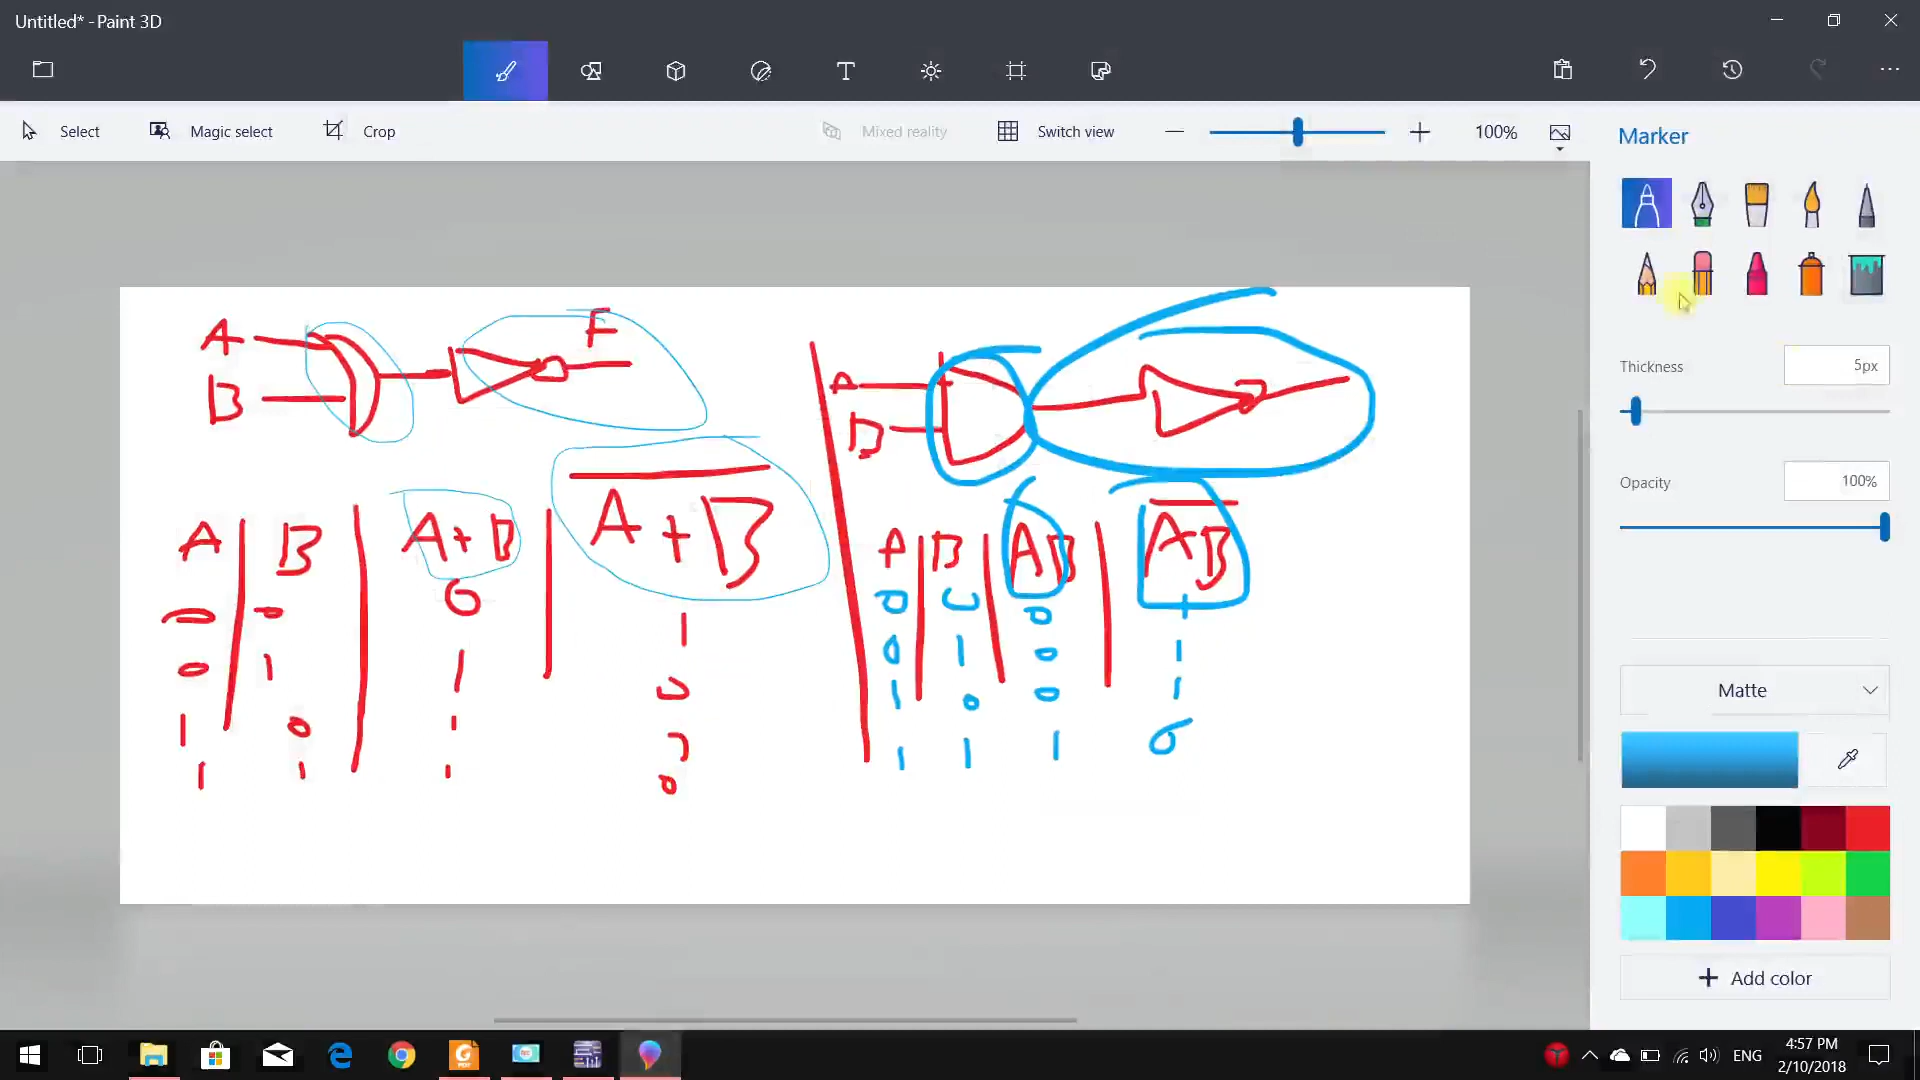 Untitled* - Paint 3D
Select
Magic select
Crop
Mixed reality
Switch view
100%
Marker
Thickness
5px
Opacity
100%
Matte
Add color
A
B
F
A
B
A B A+B A+B
0 0 0 1
0 1 1 0
1 0 1
1 1 1 0
A B AB AB
0 0 0 1
0 1 0 1
1 0 0 1
1 1 1 0
ENG
4:57 PM
2/10/2018